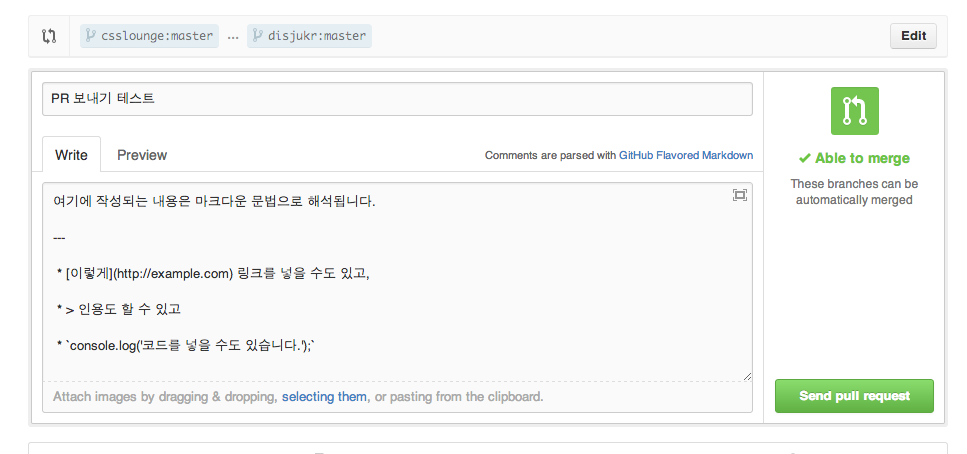 csslounge:master ... disjukr:master Edit
PR 보내기 테스트
Write Preview Comments are parsed with GitHub Flavored Markdown
여기에 작성되는 내용은 마크다운 문법으로 해석됩니다.
---
* [이렇게](http://example.com) 링크를 넣을 수도 있고,
* > 인용도 할 수 있고
* `console.log('코드를 넣을 수도 있습니다.');`
Attach images by dragging & dropping, selecting them, or pasting from the clipboard.
Able to merge
These branches can be
automatically merged
Send pull request